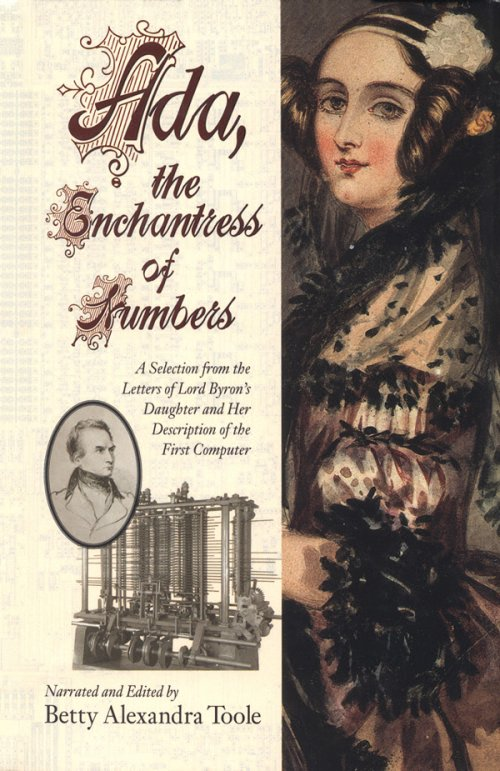 Ada,
the
Enchantress
of
Numbers
A Selection from the
Letters of Lord Byron's
Daughter and Her
Description of the
First Computer
Narrated and Edited by
Betty Alexandra Toole